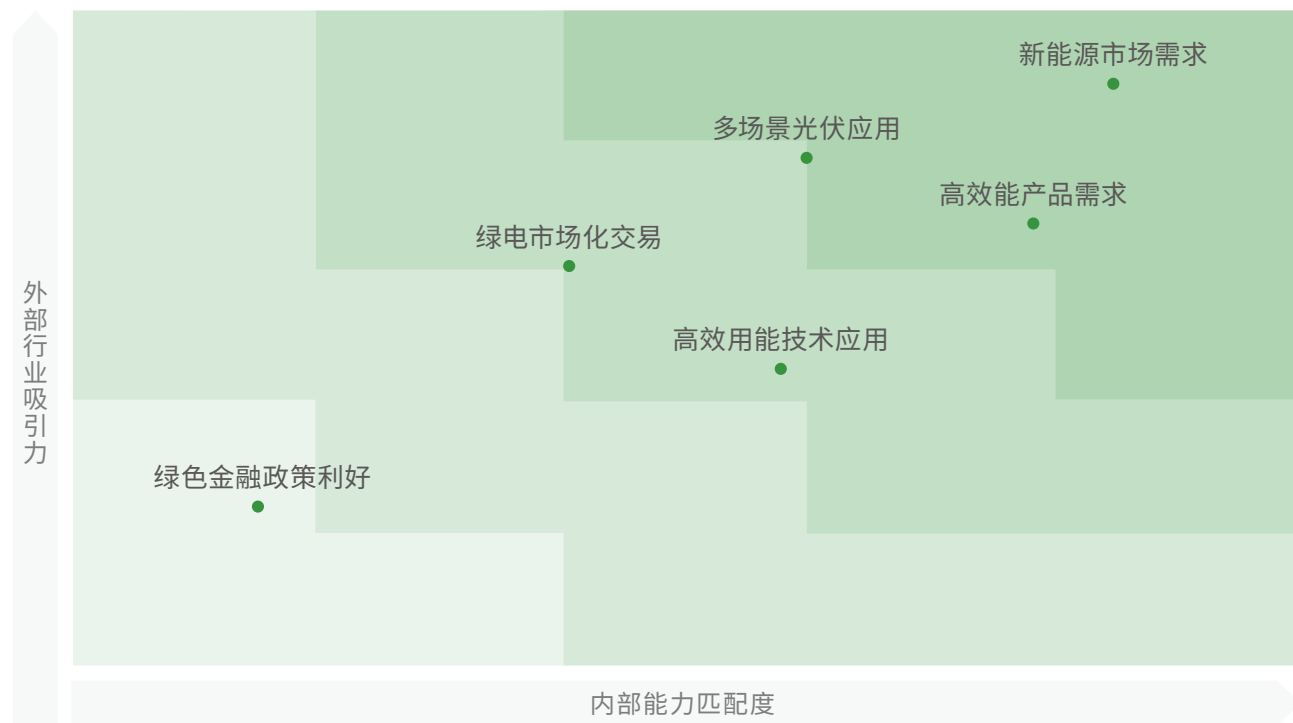 新能源市场需求
多场景光伏应用
高效能产品需求
绿电市场化交易
外部行业吸引力
高效用能技术应用
绿色金融政策利好
内部能力匹配度